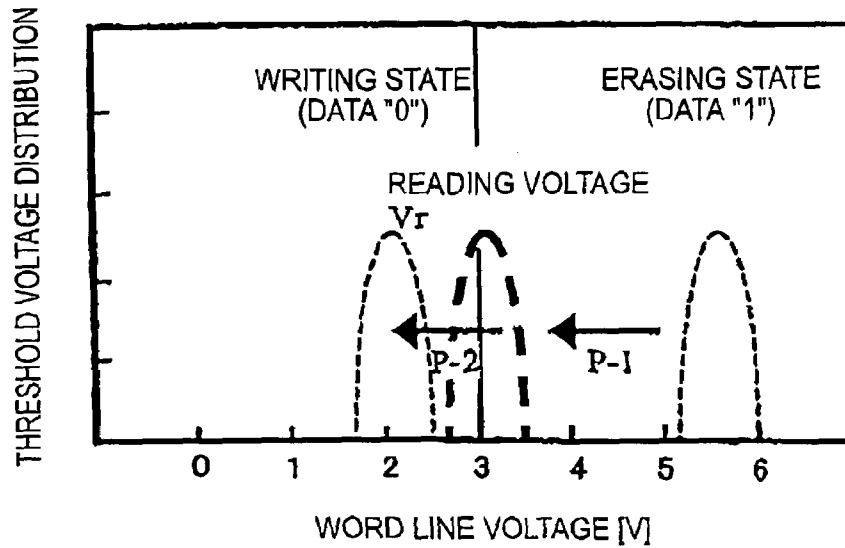 THRESHOLD VOLTAGE DISTRIBUTION
WRITING STATE
(DATA "0")
ERASING STATE
(DATA "1")
READING VOLTAGE
Vr
P-2
P-1
0 1 2 3 4 5 6
WORD LINE VOLTAGE [V]